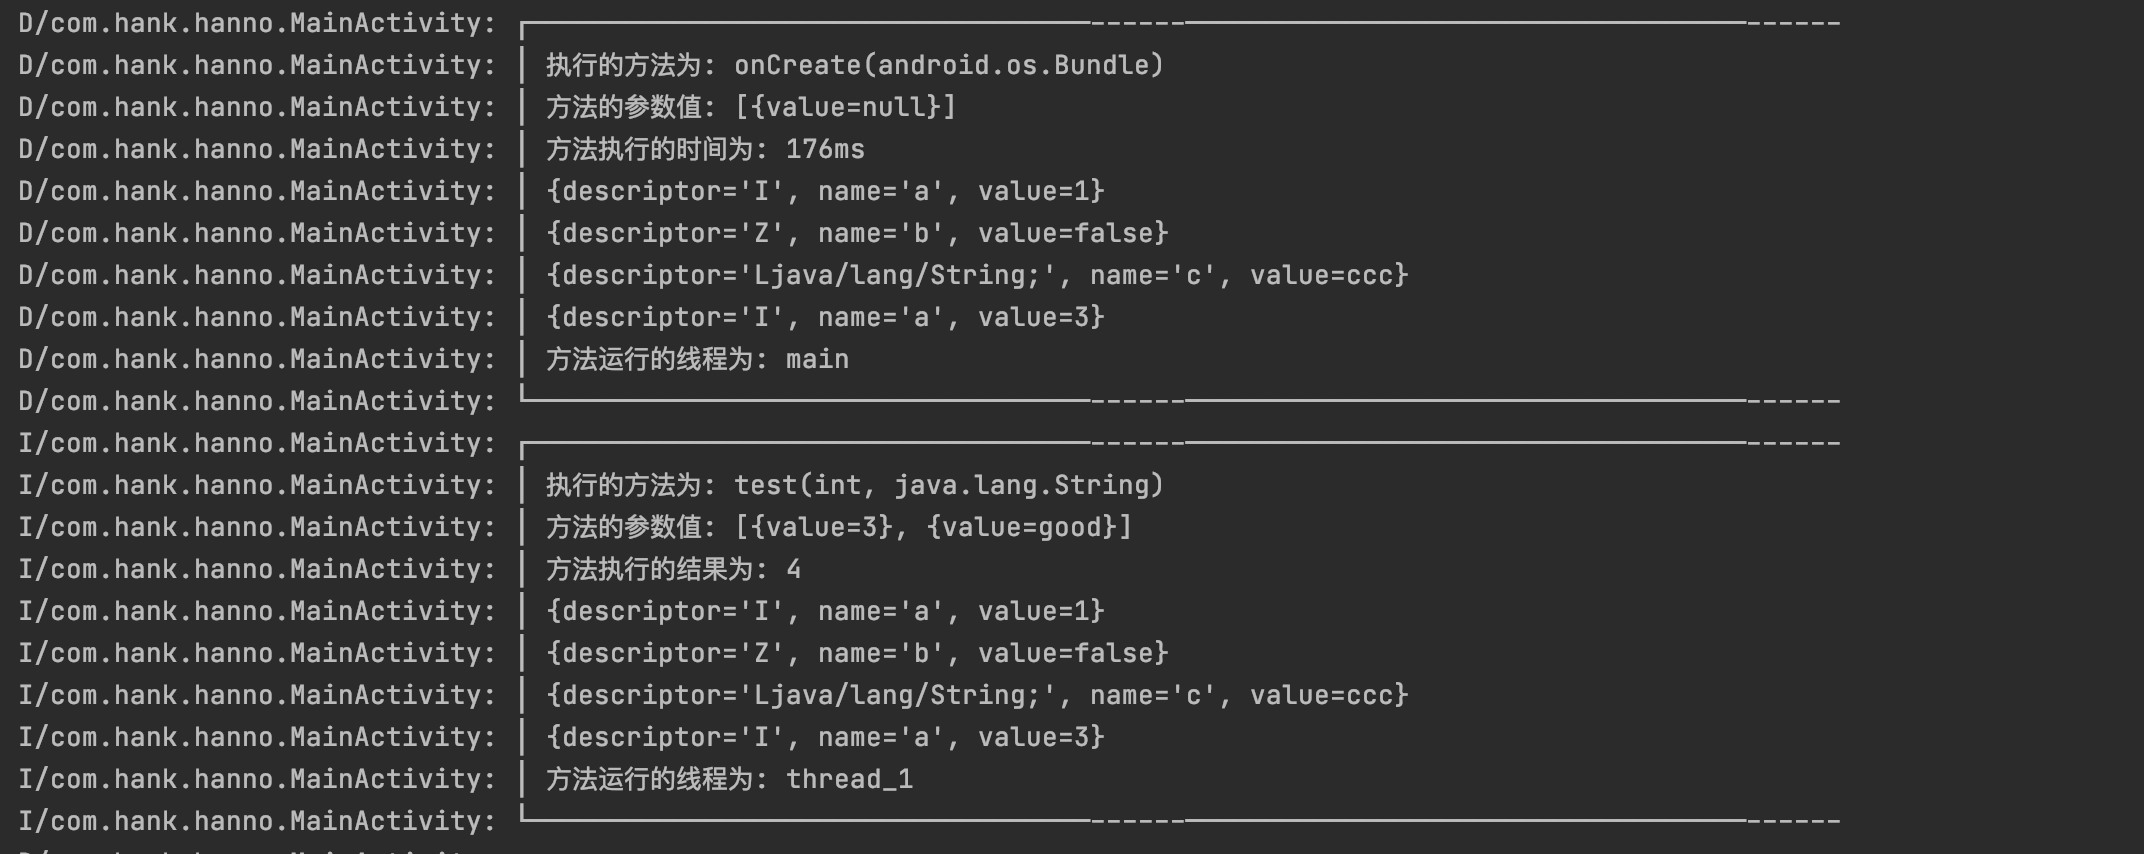 D/com.hank.hanno.MainActivity: ┌────────────────────────────────────------────────────────────────────────────────────------
D/com.hank.hanno.MainActivity: │ 执行的方法为: onCreate(android.os.Bundle)
D/com.hank.hanno.MainActivity: │ 方法的参数值: [{value=null}]
D/com.hank.hanno.MainActivity: │ 方法执行的时间为: 176ms
D/com.hank.hanno.MainActivity: │ {descriptor='I', name='a', value=1}
D/com.hank.hanno.MainActivity: │ {descriptor='Z', name='b', value=false}
D/com.hank.hanno.MainActivity: │ {descriptor='Ljava/lang/String;', name='c', value=ccc}
D/com.hank.hanno.MainActivity: │ {descriptor='I', name='a', value=3}
D/com.hank.hanno.MainActivity: │ 方法运行的线程为: main
D/com.hank.hanno.MainActivity: └────────────────────────────────────------────────────────────────────────────────────------
I/com.hank.hanno.MainActivity: ┌────────────────────────────────────------────────────────────────────────────────────------
I/com.hank.hanno.MainActivity: │ 执行的方法为: test(int, java.lang.String)
I/com.hank.hanno.MainActivity: │ 方法的参数值: [{value=3}, {value=good}]
I/com.hank.hanno.MainActivity: │ 方法执行的结果为: 4
I/com.hank.hanno.MainActivity: │ {descriptor='I', name='a', value=1}
I/com.hank.hanno.MainActivity: │ {descriptor='Z', name='b', value=false}
I/com.hank.hanno.MainActivity: │ {descriptor='Ljava/lang/String;', name='c', value=ccc}
I/com.hank.hanno.MainActivity: │ {descriptor='I', name='a', value=3}
I/com.hank.hanno.MainActivity: │ 方法运行的线程为: thread_1
I/com.hank.hanno.MainActivity: └────────────────────────────────────------────────────────────────────────────────────------